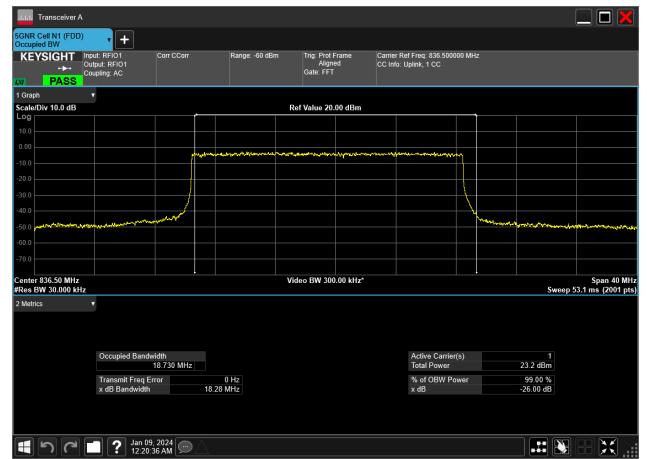 Transceiver A
5GNR Cell N1 (FDD)
Occupied BW
KEYSIGHT
LXI
PASS
Input: RFIO1
Output: RFIO1
Coupling: AC
Corr CCorr
Range: -60 dBm
Trig: Prot Frame
Aligned
Gate: FFT
Carrier Ref Freq: 836.500000 MHz
CC Info: Uplink, 1 CC
1 Graph
Scale/Div 10.0 dB
Ref Value 20.00 dBm
Log
10.0
0.00
-10.0
-20.0
-30.0
-40.0
-50.0
-60.0
-70.0
Center 836.50 MHz
Video BW 300.00 kHz*
Span 40 MHz
#Res BW 30.000 kHz
Sweep 53.1 ms (2001 pts)
2 Metrics
Occupied Bandwidth
18.730 MHz
Active Carrier(s) 1
Total Power 23.2 dBm
Transmit Freq Error 0 Hz
x dB Bandwidth 18.28 MHz
% of OBW Power 99.00 %
x dB -26.00 dB
?
Jan 09, 2024
12:20:36 AM